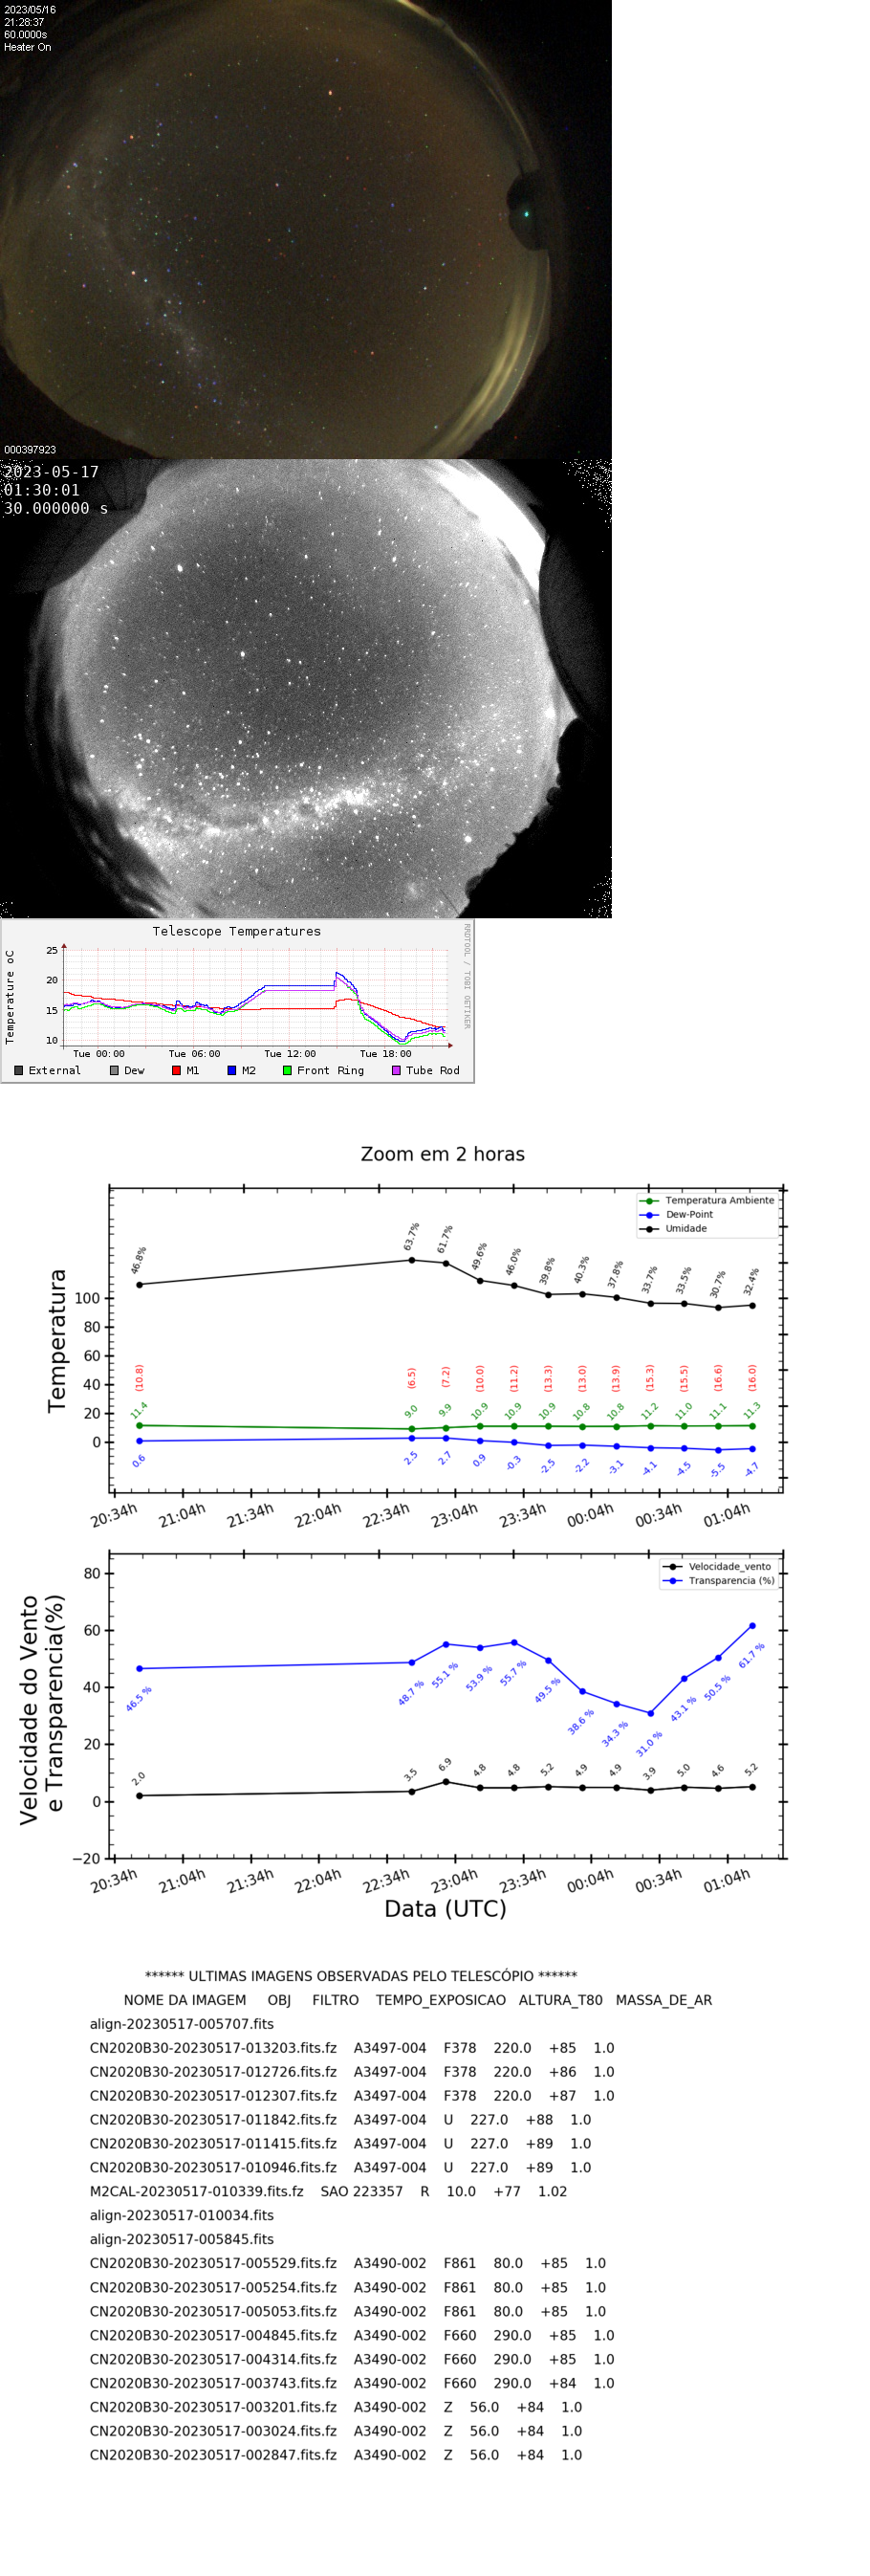 2023/05/16
21:28:37
60.0000s
Heater On
000397923
2023-05-17
01:30:01
30.000000 s
Telescope Temperatures
RRDTOOL / TOBI OETIKER
Temperature oC
25
20
15
10
Tue 00:00 Tue 06:00 Tue 12:00 Tue 18:00
External Dew M1 M2 Front Ring Tube Rod
Zoom em 2 horas
Temperatura Ambiente
Dew-Point
Umidade
Temperatura
100
80
60
40
20
0
46.8% 63.7% 61.7% 49.6% 46.0% 39.8% 40.3% 37.8% 33.7% 33.5% 30.7% 32.4%
(10.8) (6.5) (7.2) (10.0) (11.2) (13.3) (13.0) (13.9) (15.3) (15.5) (16.6) (16.0)
11.4 9.0 9.9 10.9 10.9 10.9 10.8 10.8 11.2 11.0 11.1 11.3
0.6 2.5 2.7 0.9 -0.3 -2.5 -2.2 -3.1 -4.1 -4.5 -5.5 -4.7
20:34h 21:04h 21:34h 22:04h 22:34h 23:04h 23:34h 00:04h 00:34h 01:04h
Velocidade_vento
Transparencia (%)
Velocidade do Vento
e Transparencia(%)
80
60
40
20
0
−20
46.5 % 48.7 % 55.1 % 53.9 % 55.7 % 49.5 % 38.6 % 34.3 % 31.0 % 43.1 % 50.5 % 61.7 %
2.0 3.5 6.9 4.8 4.8 5.2 4.9 4.9 3.9 5.0 4.6 5.2
20:34h 21:04h 21:34h 22:04h 22:34h 23:04h 23:34h 00:04h 00:34h 01:04h
Data (UTC)
****** ULTIMAS IMAGENS OBSERVADAS PELO TELESCÓPIO ******
NOME DA IMAGEM OBJ FILTRO TEMPO_EXPOSICAO ALTURA_T80 MASSA_DE_AR
align-20230517-005707.fits
CN2020B30-20230517-013203.fits.fz A3497-004 F378 220.0 +85 1.0
CN2020B30-20230517-012726.fits.fz A3497-004 F378 220.0 +86 1.0
CN2020B30-20230517-012307.fits.fz A3497-004 F378 220.0 +87 1.0
CN2020B30-20230517-011842.fits.fz A3497-004 U 227.0 +88 1.0
CN2020B30-20230517-011415.fits.fz A3497-004 U 227.0 +89 1.0
CN2020B30-20230517-010946.fits.fz A3497-004 U 227.0 +89 1.0
M2CAL-20230517-010339.fits.fz SAO 223357 R 10.0 +77 1.02
align-20230517-010034.fits
align-20230517-005845.fits
CN2020B30-20230517-005529.fits.fz A3490-002 F861 80.0 +85 1.0
CN2020B30-20230517-005254.fits.fz A3490-002 F861 80.0 +85 1.0
CN2020B30-20230517-005053.fits.fz A3490-002 F861 80.0 +85 1.0
CN2020B30-20230517-004845.fits.fz A3490-002 F660 290.0 +85 1.0
CN2020B30-20230517-004314.fits.fz A3490-002 F660 290.0 +85 1.0
CN2020B30-20230517-003743.fits.fz A3490-002 F660 290.0 +84 1.0
CN2020B30-20230517-003201.fits.fz A3490-002 Z 56.0 +84 1.0
CN2020B30-20230517-003024.fits.fz A3490-002 Z 56.0 +84 1.0
CN2020B30-20230517-002847.fits.fz A3490-002 Z 56.0 +84 1.0